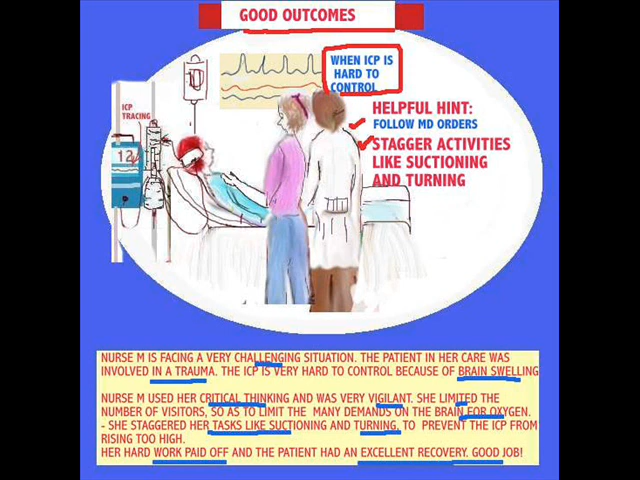 GOOD OUTCOMES
WHEN ICP IS
HARD TO
CONTROL
ICP
TRACING
12
HELPFUL HINT:
FOLLOW MD ORDERS
STAGGER ACTIVITIES
LIKE SUCTIONING
AND TURNING
NURSE M IS FACING A VERY CHALLENGING SITUATION. THE PATIENT IN HER CARE WAS
INVOLVED IN A TRAUMA. THE ICP IS VERY HARD TO CONTROL BECAUSE OF BRAIN SWELLING
NURSE M USED HER CRITICAL THINKING AND WAS VERY VIGILANT. SHE LIMITED THE
NUMBER OF VISITORS, SO AS TO LIMIT THE MANY DEMANDS ON THE BRAIN FOR OXYGEN.
- SHE STAGGERED HER TASKS LIKE SUCTIONING AND TURNING, TO PREVENT THE ICP FROM
RISING TOO HIGH.
HER HARD WORK PAID OFF AND THE PATIENT HAD AN EXCELLENT RECOVERY. GOOD JOB!